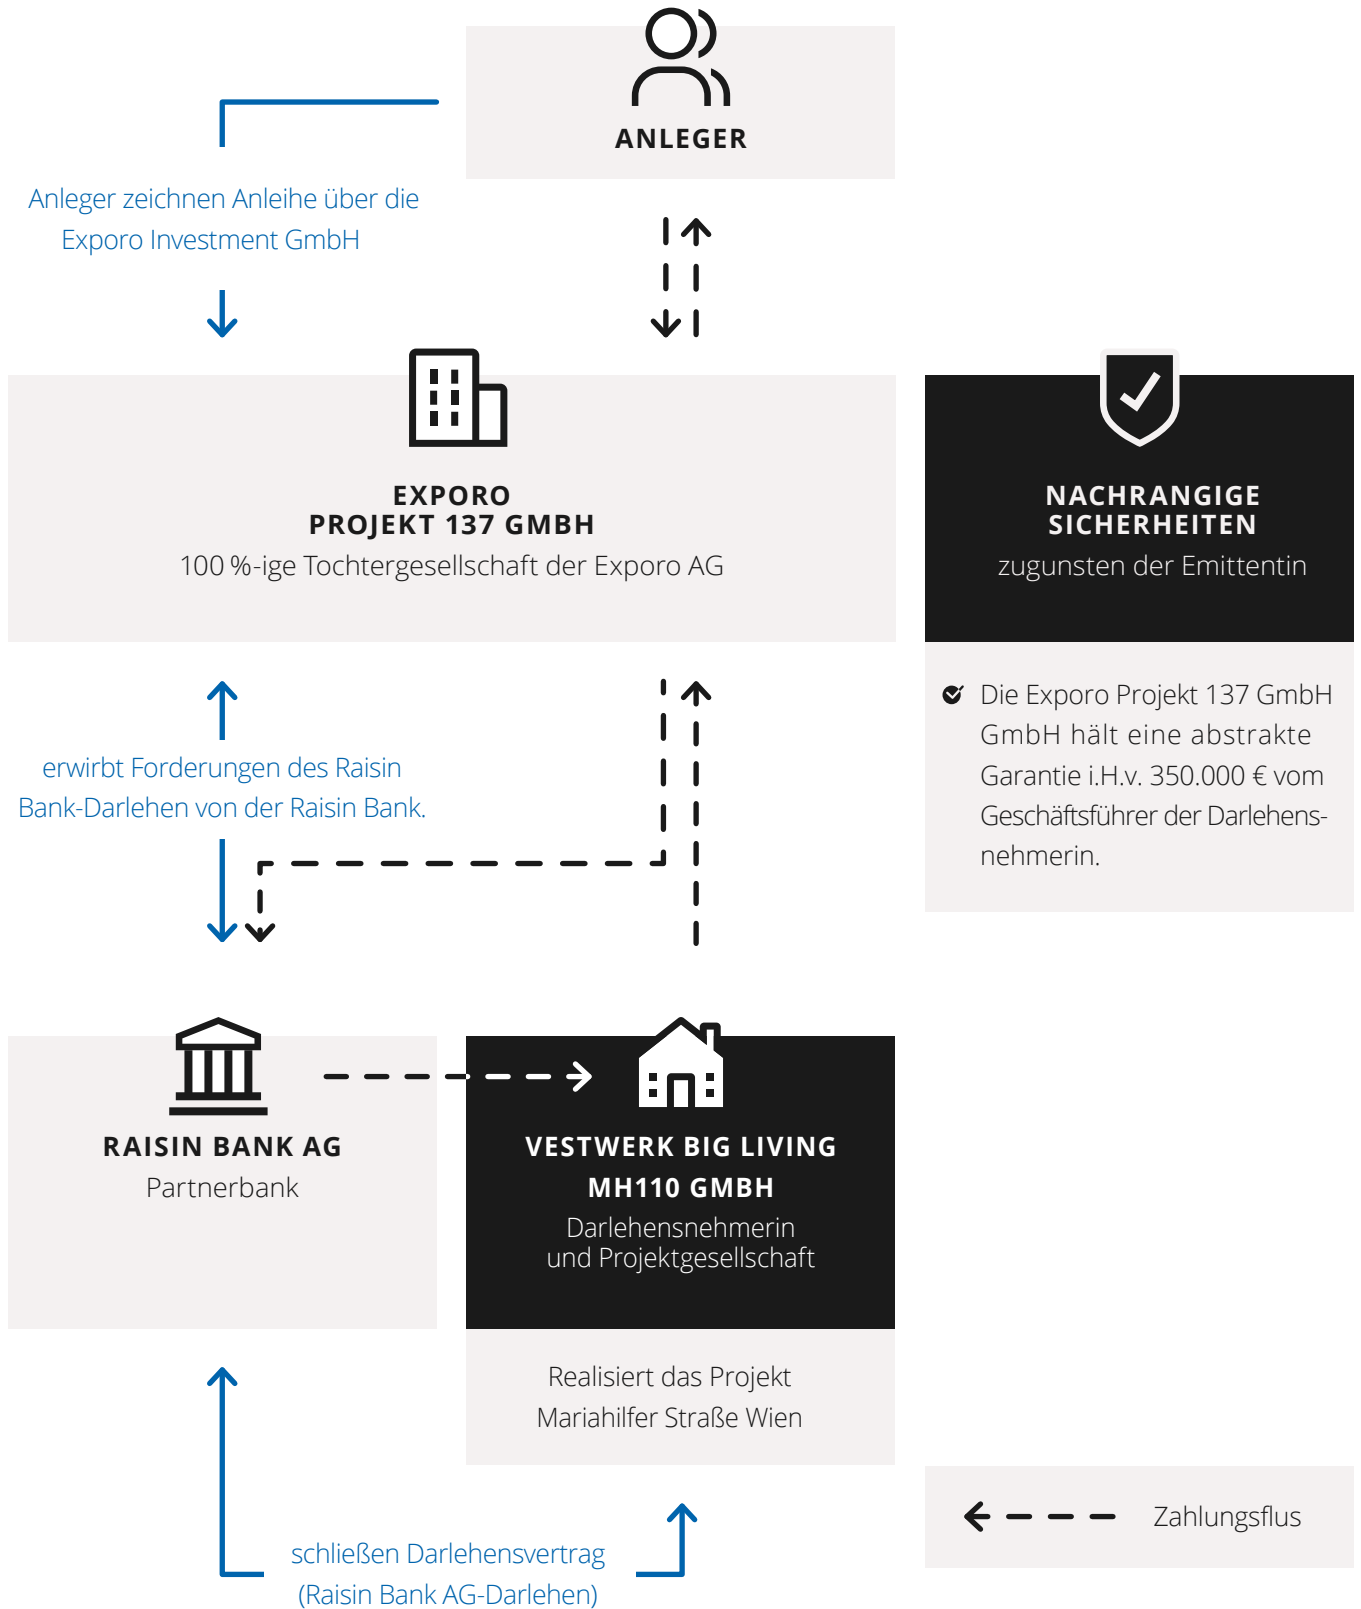 ANLEGER
Anleger zeichnen Anleihe über die
Exporo Investment GmbH
EXPORO
PROJEKT 137 GMBH
100 %-ige Tochtergesellschaft der Exporo AG
NACHRANGIGE
SICHERHEITEN
zugunsten der Emittentin
Die Exporo Projekt 137 GmbH
GmbH hält eine abstrakte
Garantie i.H.v. 350.000 € vom
Geschäftsführer der Darlehens-
nehmerin.
erwirbt Forderungen des Raisin
Bank-Darlehen von der Raisin Bank.
RAISIN BANK AG
Partnerbank
VESTWERK BIG LIVING
MH110 GMBH
Darlehensnehmerin
und Projektgesellschaft
Realisiert das Projekt
Mariahilfer Straße Wien
schließen Darlehensvertrag
(Raisin Bank AG-Darlehen)
Zahlungsflus